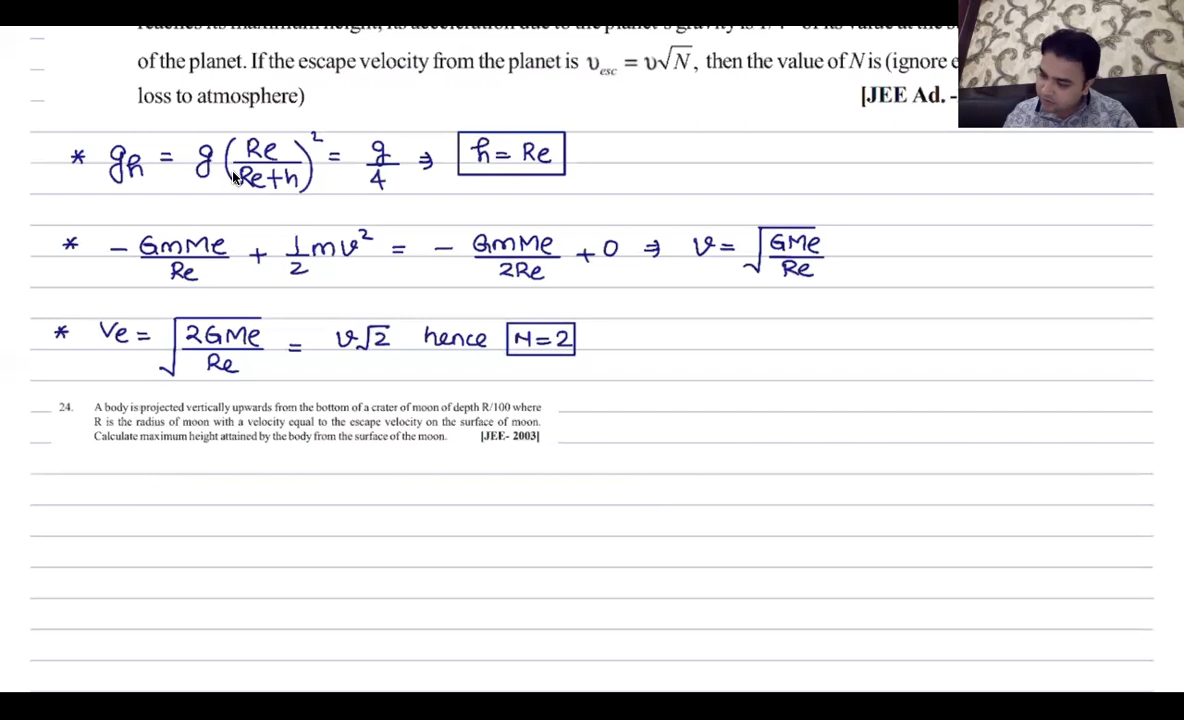 of the planet. If the escape velocity from the planet is υesc = υ√N, then the value of N is (ignore e
loss to atmosphere) [JEE Ad. -
* gh = g (Re / Re+h)² = g/4 ⇒ h = Re
* - GmMe/Re + 1/2 mv² = - GmMe/2Re + 0 ⇒ v = √(GMe/Re)
* Ve = √(2GMe/Re) = v√2 hence N=2
24. A body is projected vertically upwards from the bottom of a crater of moon of depth R/100 where
R is the radius of moon with a velocity equal to the escape velocity on the surface of moon.
Calculate maximum height attained by the body from the surface of the moon. [JEE- 2003]